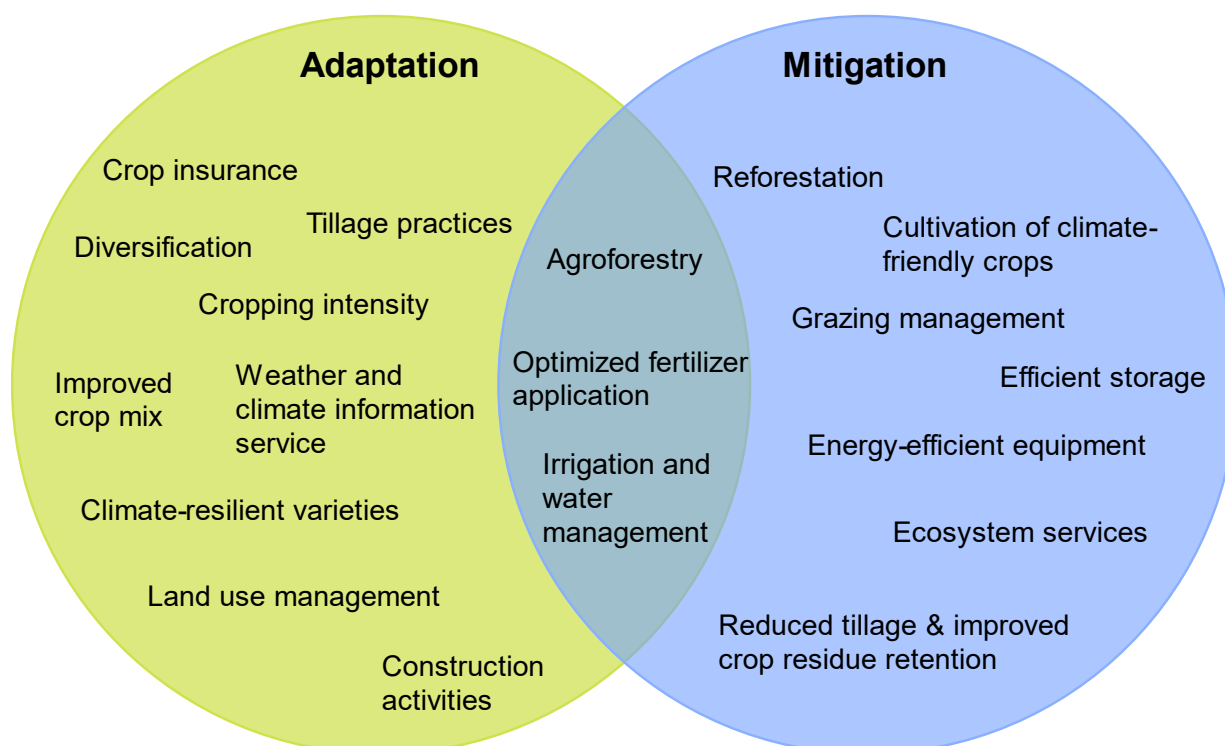 Adaptation
Crop insurance
Tillage practices
Diversification
Cropping intensity
Improved
crop mix
Weather and
climate information
service
Climate-resilient varieties
Land use management
Construction
activities
Agroforestry
Optimized fertilizer
application
Irrigation and
water
management
Mitigation
Reforestation
Cultivation of climate-
friendly crops
Grazing management
Efficient storage
Energy-efficient equipment
Ecosystem services
Reduced tillage & improved
crop residue retention